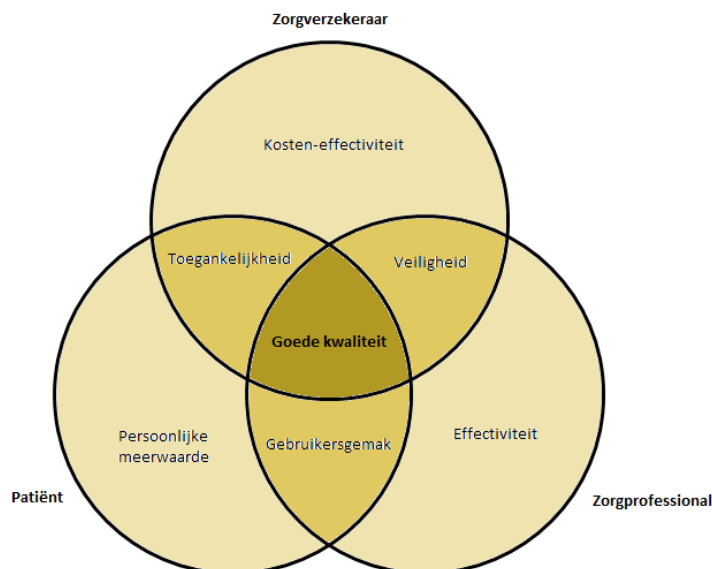 Zorgverzekeraar
Kosten-effectiviteit
Toegankelijkheid
Veiligheid
Goede kwaliteit
Persoonlijke
meerwaarde
Gebruikersgemak
Effectiviteit
Patiënt
Zorgprofessional